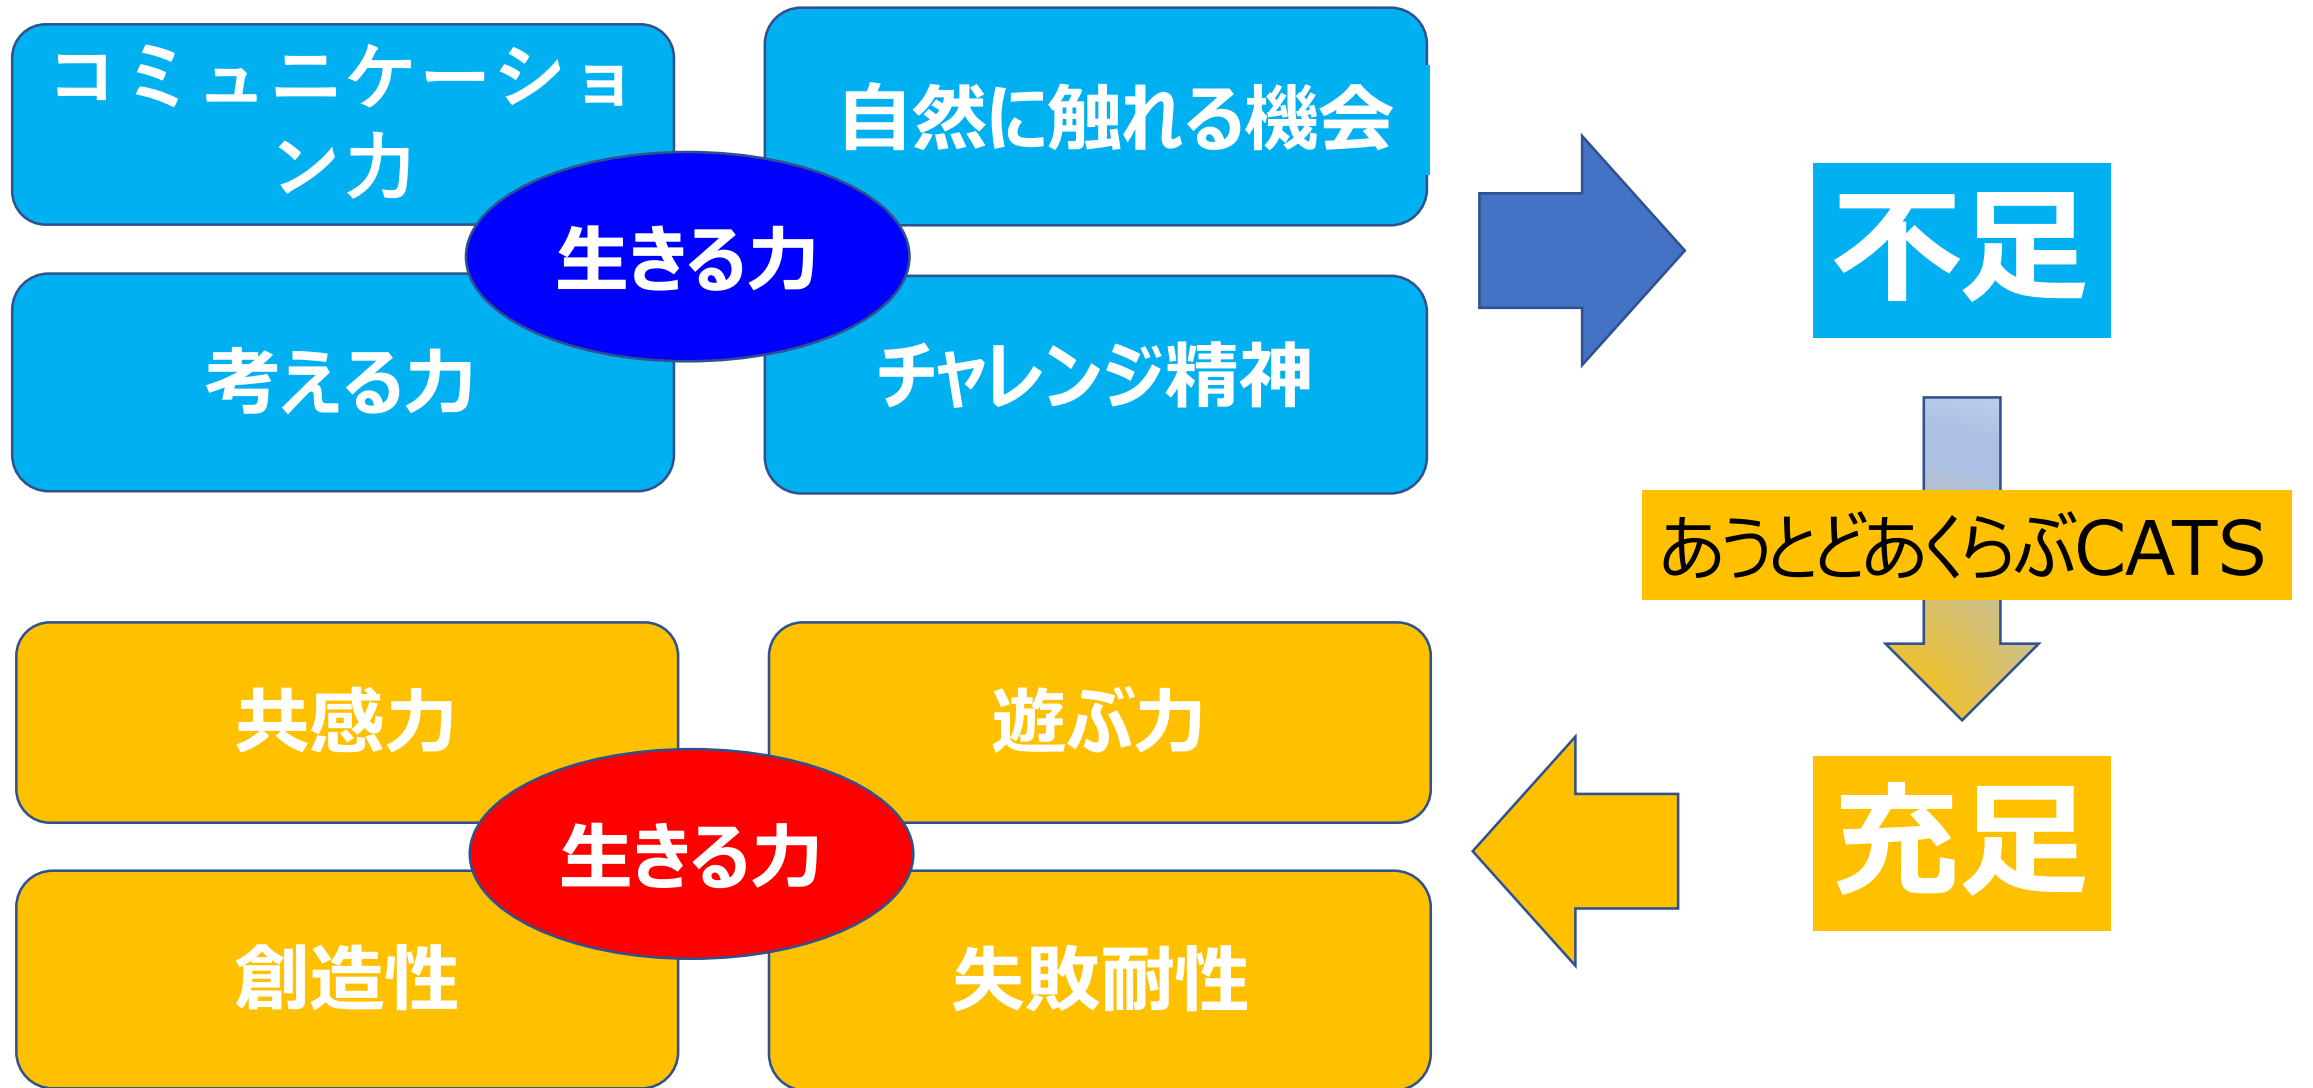 コミュニケーショ
ン力
自然に触れる機会
生きる力
考える力
チャレンジ精神
不足
あうとどあくらぶCATS
共感力
遊ぶ力
生きる力
創造性
失敗耐性
充足